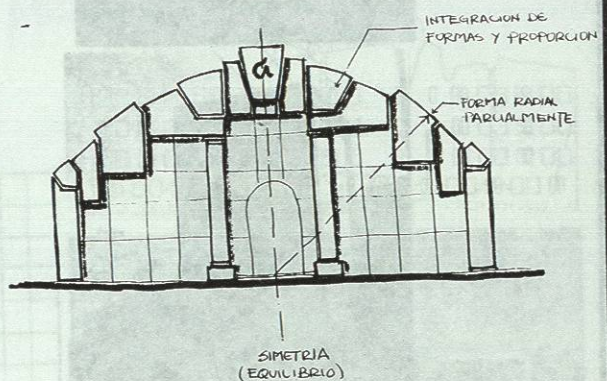 INTEGRACION DE
FORMAS Y PROPORCION
FORMA RADIAL
PARCIALMENTE
SIMETRIA
(EQUILIBRIO)